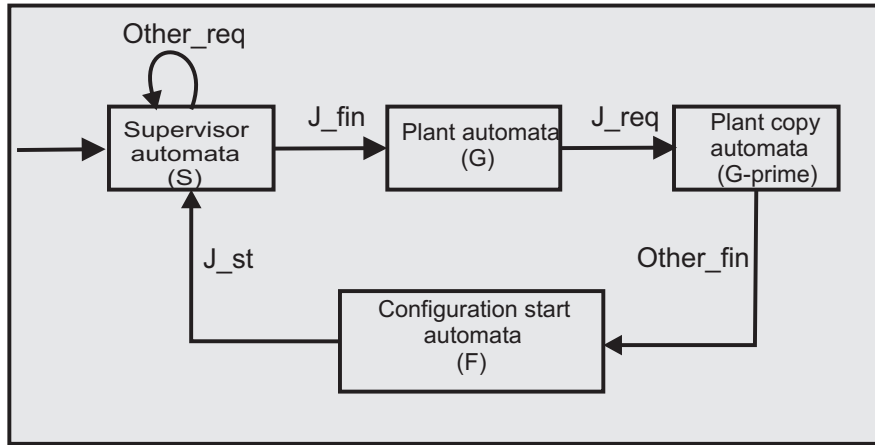 Other_req
Supervisor
automata
(S)
J_fin
Plant automata
(G)
J_req
Plant copy
automata
(G-prime)
J_st
Other_fin
Configuration start
automata
(F)